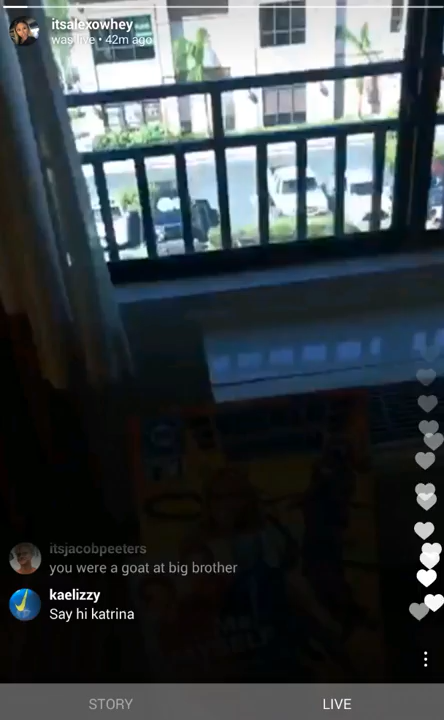 itsalexowhey
was live • 42m ago
itsjacobpeeters
you were a goat at big brother
kaelizzy
Say hi katrina
STORY
LIVE